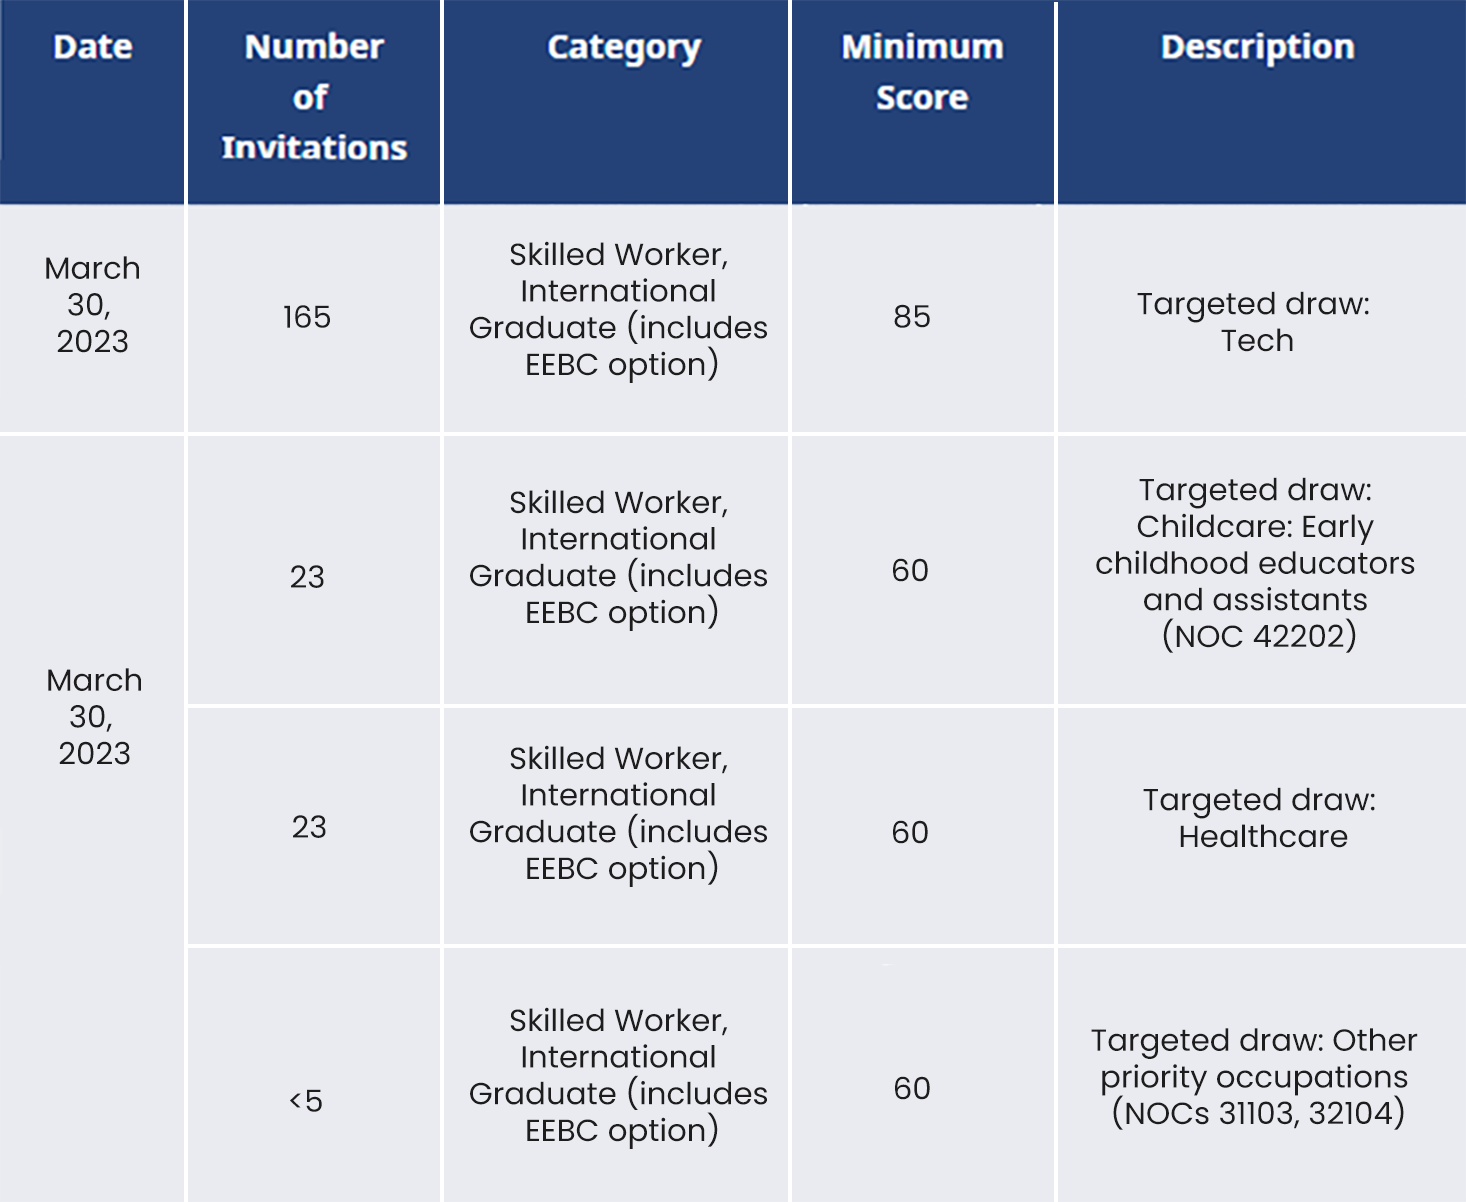 Date
Number
of
Invitations
Category
Minimum
Score
Description
March
30,
2023
165
Skilled Worker,
International
Graduate (includes
EEBC option)
85
Targeted draw:
Tech
March
30,
2023
23
Skilled Worker,
International
Graduate (includes
EEBC option)
60
Targeted draw:
Childcare: Early
childhood educators
and assistants
(NOC 42202)
23
Skilled Worker,
International
Graduate (includes
EEBC option)
60
Targeted draw:
Healthcare
<5
Skilled Worker,
International
Graduate (includes
EEBC option)
60
Targeted draw: Other
priority occupations
(NOCs 31103, 32104)